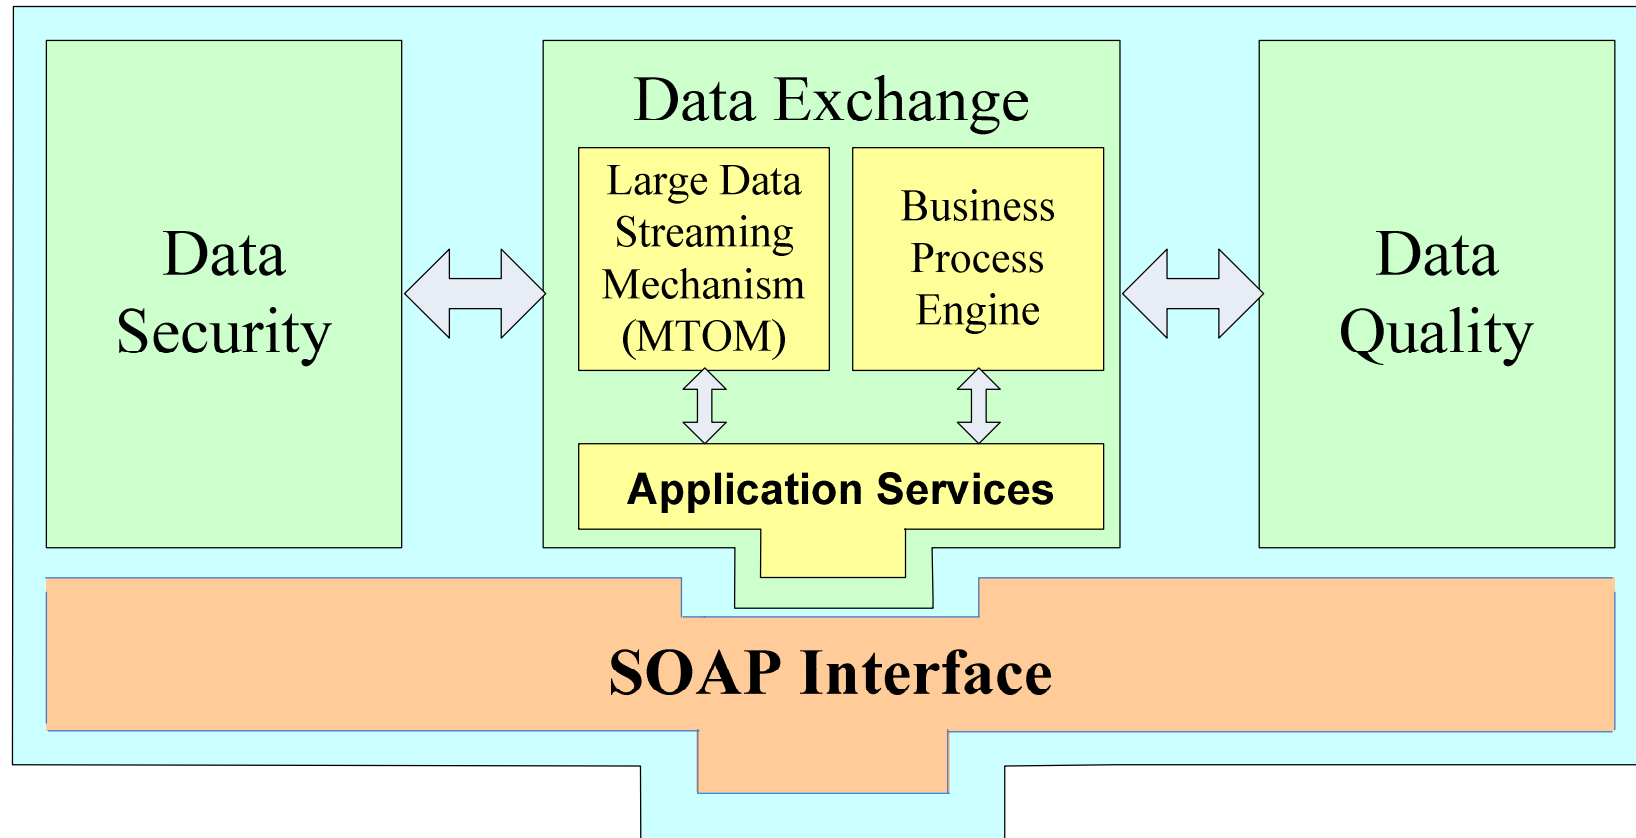 Data Exchange
Data
Security
Large Data
Streaming
Mechanism
(MTOM)
Business
Process
Engine
Data
Quality
Application Services
SOAP Interface